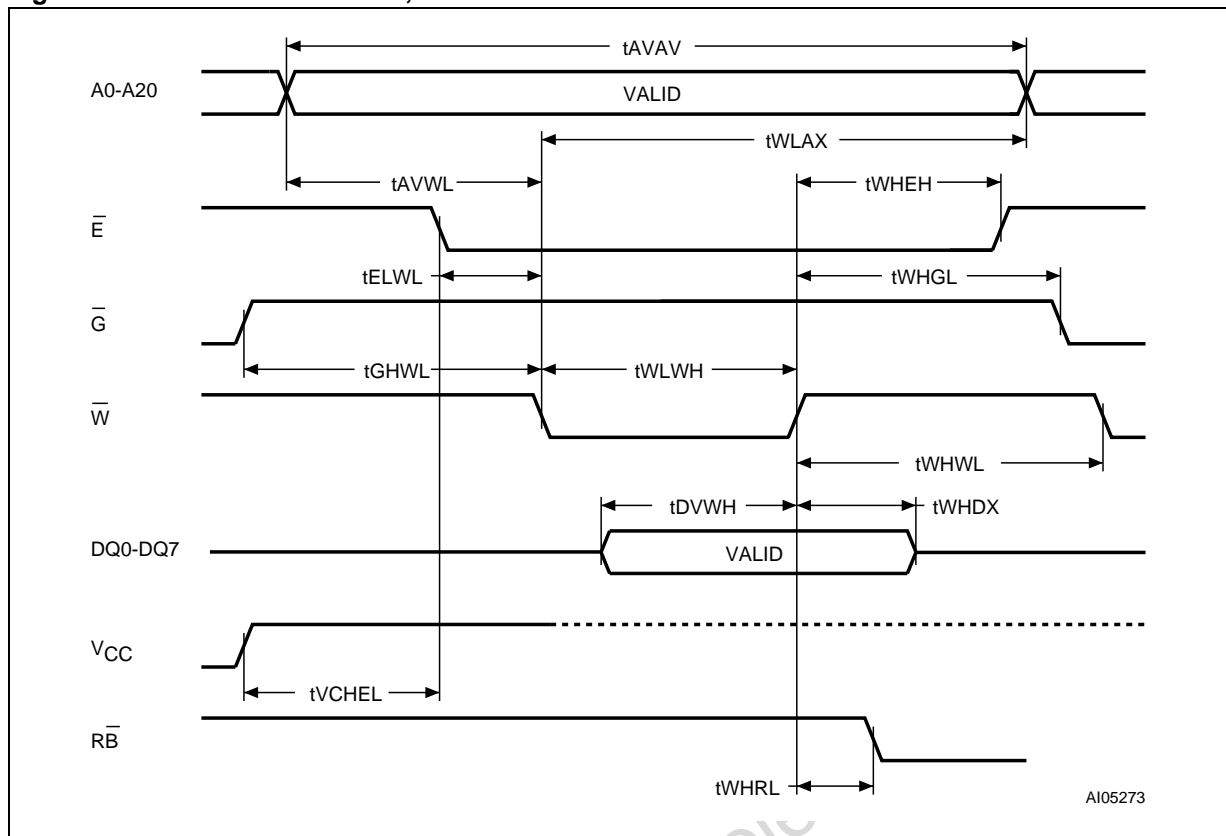 tAVAV
A0-A20
VALID
tWLAX
tAVWL
tWHEH
E̅
tELWL
tWHGL
G̅
tGHWL
tWLWH
W̅
tWHWL
tDVWH
tWHDX
DQ0-DQ7
VALID
VCC
tVCHEL
RB̅
tWHRL
AI05273